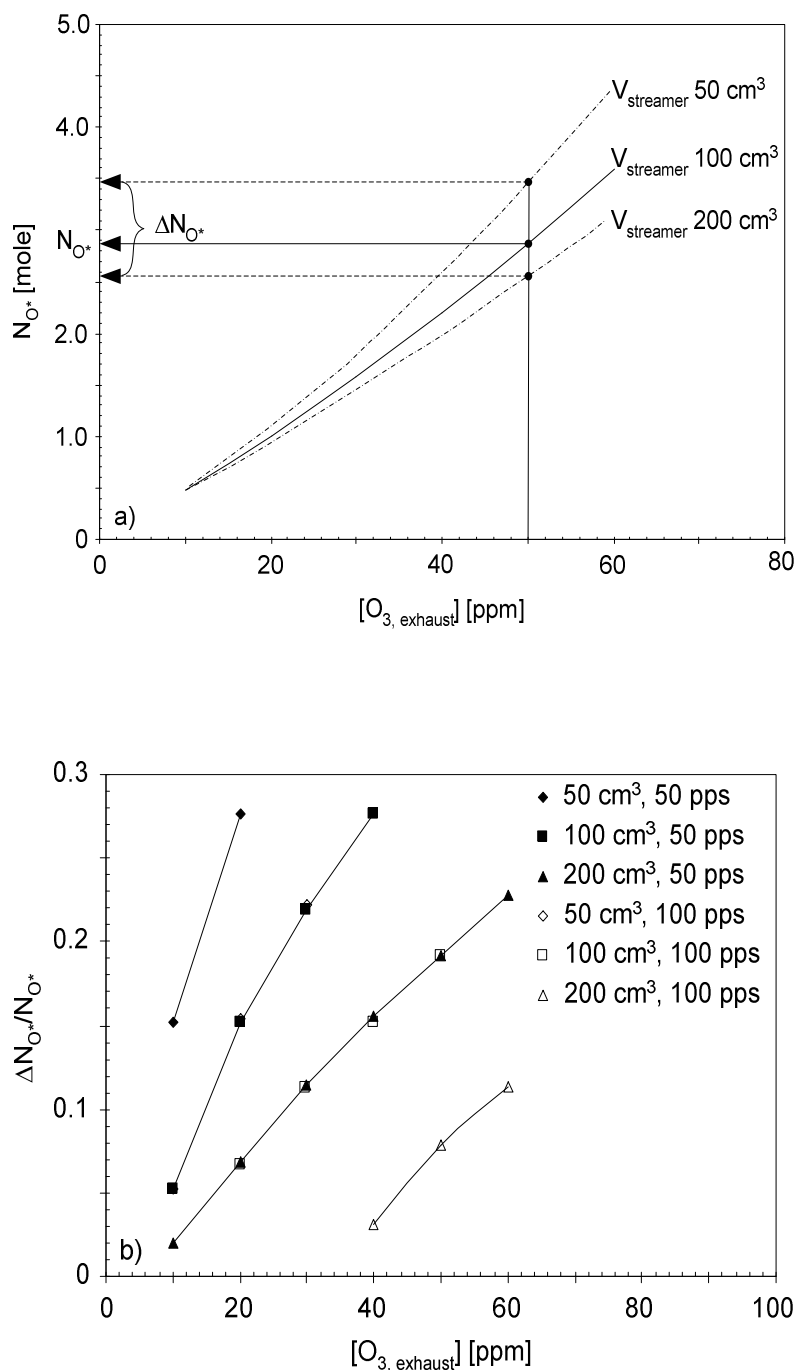 5.0
4.0
2.0
1.0
0
N_O* [mole]
N_O*
ΔN_O*
V_streamer 50 cm³
V_streamer 100 cm³
V_streamer 200 cm³
a)
0
20
40
60
80
[O_3, exhaust] [ppm]
0.3
0.2
0.1
0
ΔN_O*/N_O*
50 cm³, 50 pps
100 cm³, 50 pps
200 cm³, 50 pps
50 cm³, 100 pps
100 cm³, 100 pps
200 cm³, 100 pps
b)
0
20
40
60
80
100
[O_3, exhaust] [ppm]